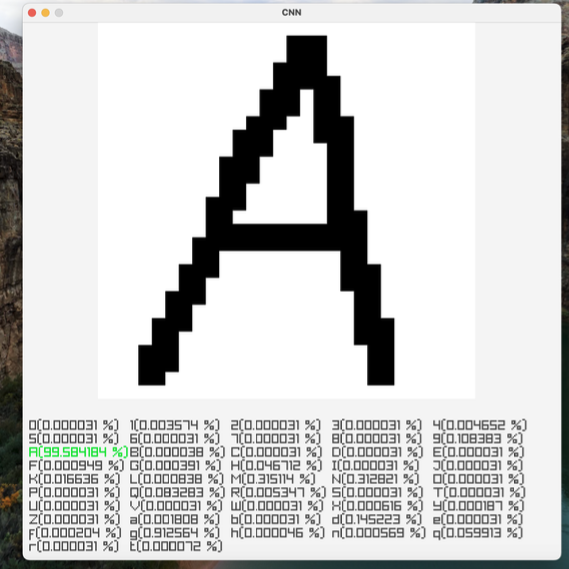 CNN
A
0(0.000031 %) 1(0.003574 %) 2(0.000031 %) 3(0.000031 %) 4(0.004652 %)
5(0.000031 %) 6(0.000031 %) 7(0.000031 %) 8(0.000031 %) 9(0.108383 %)
A(99.584184 %) B(0.000038 %) C(0.000031 %) D(0.000031 %) E(0.000031 %)
F(0.000949 %) G(0.000391 %) H(0.046712 %) I(0.000031 %) J(0.000031 %)
K(0.016636 %) L(0.000838 %) M(0.315114 %) N(0.312821 %) O(0.000031 %)
P(0.000031 %) Q(0.083283 %) R(0.005347 %) S(0.000031 %) T(0.000031 %)
U(0.000031 %) V(0.000031 %) W(0.000031 %) X(0.000616 %) Y(0.000187 %)
Z(0.000031 %) a(0.001808 %) b(0.000031 %) d(0.145223 %) e(0.000031 %)
f(0.000204 %) g(0.912564 %) h(0.000046 %) n(0.000569 %) q(0.059913 %)
r(0.000031 %) t(0.000072 %)